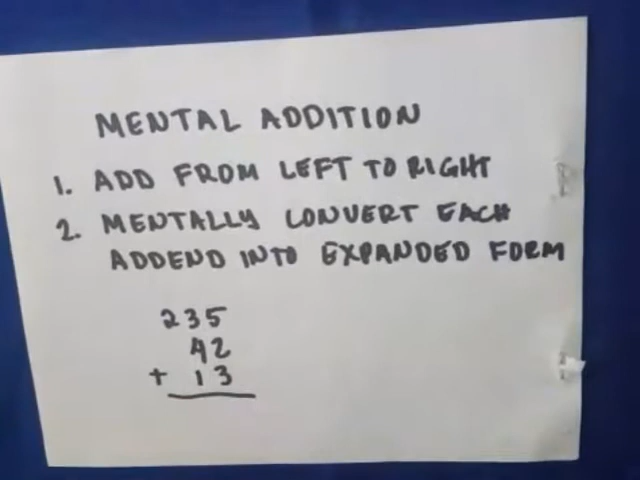 MENTAL ADDITION
1. ADD FROM LEFT TO RIGHT
2. MENTALLY CONVERT EACH
ADDEND INTO EXPANDED FORM
235
42
+ 13